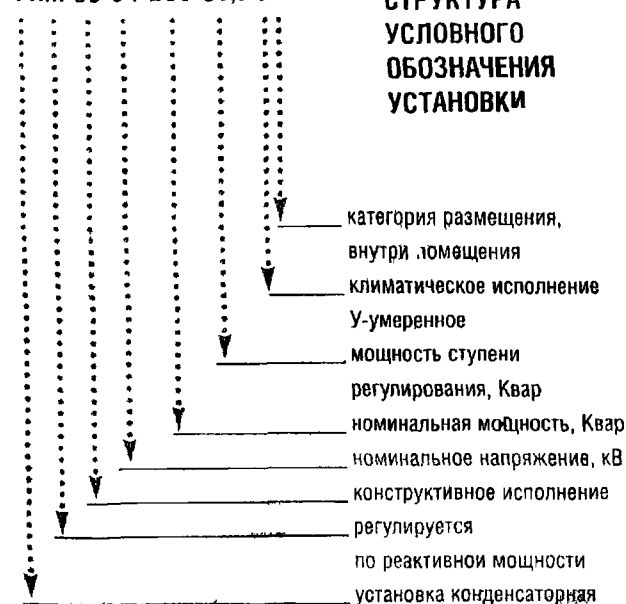 СТРУКТУРА
УСЛОВНОГО
ОБОЗНАЧЕНИЯ
УСТАНОВКИ
категория размещения,
внутри помещения
климатическое исполнение
У-умеренное
мощность ступени
регулирования, Квар
номинальная мощность, Квар
номинальное напряжение, кВ
конструктивное исполнение
регулируется
по реактивной мощности
установка конденсаторная